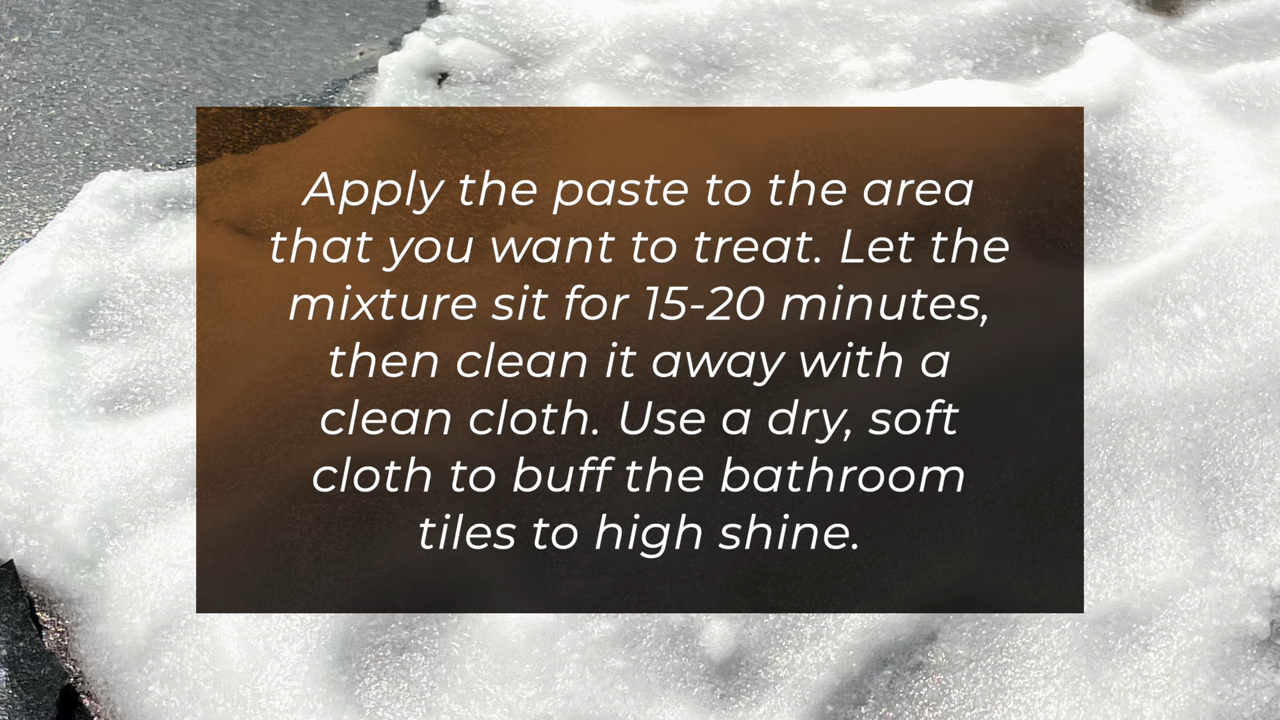 Apply the paste to the area
that you want to treat. Let the
mixture sit for 15-20 minutes,
then clean it away with a
clean cloth. Use a dry, soft
cloth to buff the bathroom
tiles to high shine.